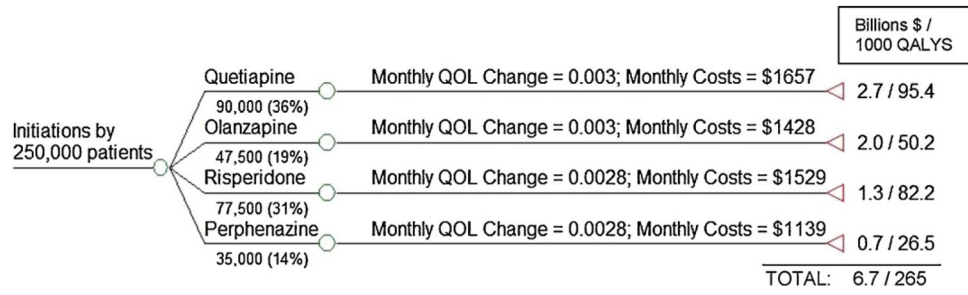 Billions $ /
1000 QALYS
Quetiapine
Monthly QOL Change = 0.003; Monthly Costs = $1657
90,000 (36%)
2.7 / 95.4
Initiations by
250,000 patients
Olanzapine
Monthly QOL Change = 0.003; Monthly Costs = $1428
47,500 (19%)
2.0 / 50.2
Risperidone
Monthly QOL Change = 0.0028; Monthly Costs = $1529
77,500 (31%)
1.3 / 82.2
Perphenazine
Monthly QOL Change = 0.0028; Monthly Costs = $1139
35,000 (14%)
0.7 / 26.5
TOTAL: 6.7 / 265